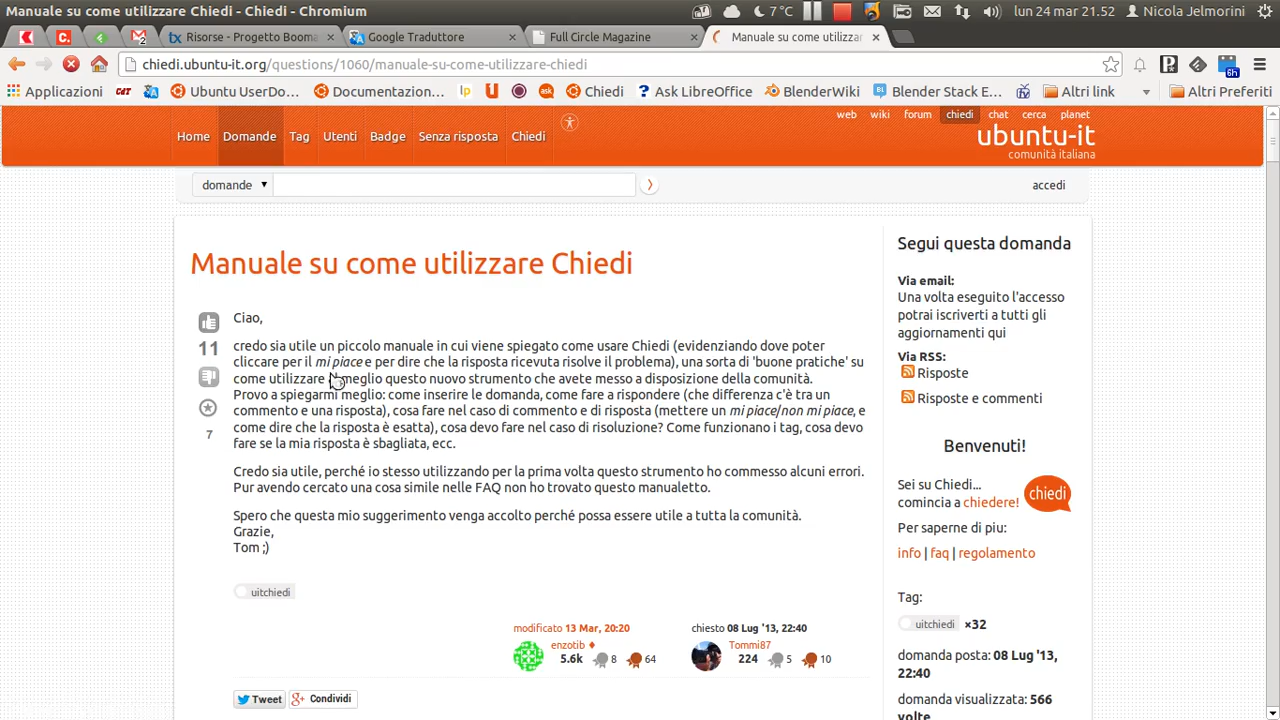 Manuale su come utilizzare Chiedi - Chiedi - Chromium
7 °C
lun 24 mar 21.52
Nicola Jelmorini
Risorse - Progetto Booma
Google Traduttore
Full Circle Magazine
Manuale su come utilizzar
chiedi.ubuntu-it.org/questions/1060/manuale-su-come-utilizzare-chiedi
6h
Applicazioni
CAT
Ubuntu UserDo...
Documentazion...
lp
ask
Chiedi
? Ask LibreOffice
BlenderWiki
Blender Stack E...
Altri link
Altri Preferiti
Home
Domande
Tag
Utenti
Badge
Senza risposta
Chiedi
web
wiki
forum
chiedi
chat
cerca
planet
ubuntu-it
comunità italiana
domande
accedi
Manuale su come utilizzare Chiedi
Ciao,
credo sia utile un piccolo manuale in cui viene spiegato come usare Chiedi (evidenziando dove poter
cliccare per il mi piace e per dire che la risposta ricevuta risolve il problema), una sorta di 'buone pratiche' su
come utilizzare al meglio questo nuovo strumento che avete messo a disposizione della comunità.
Provo a spiegarmi meglio: come inserire le domanda, come fare a rispondere (che differenza c'è tra un
commento e una risposta), cosa fare nel caso di commento e di risposta (mettere un mi piace/non mi piace, e
come dire che la risposta è esatta), cosa devo fare nel caso di risoluzione? Come funzionano i tag, cosa devo
fare se la mia risposta è sbagliata, ecc.
11
7
Credo sia utile, perché io stesso utilizzando per la prima volta questo strumento ho commesso alcuni errori.
Pur avendo cercato una cosa simile nelle FAQ non ho trovato questo manualetto.
Spero che questa mio suggerimento venga accolto perché possa essere utile a tutta la comunità.
Grazie,
Tom ;)
uitchiedi
modificato 13 Mar, 20:20
enzotib ♦
5.6k 8 64
chiesto 08 Lug '13, 22:40
Tommi87
224 5 10
Tweet
Condividi
Segui questa domanda
Via email:
Una volta eseguito l'accesso
potrai iscriverti a tutti gli
aggiornamenti qui
Via RSS:
Risposte
Risposte e commenti
Benvenuti!
Sei su Chiedi...
comincia a chiedere!
chiedi
Per saperne di piu:
info | faq | regolamento
Tag:
uitchiedi ×32
domanda posta: 08 Lug '13,
22:40
domanda visualizzata: 566
volte